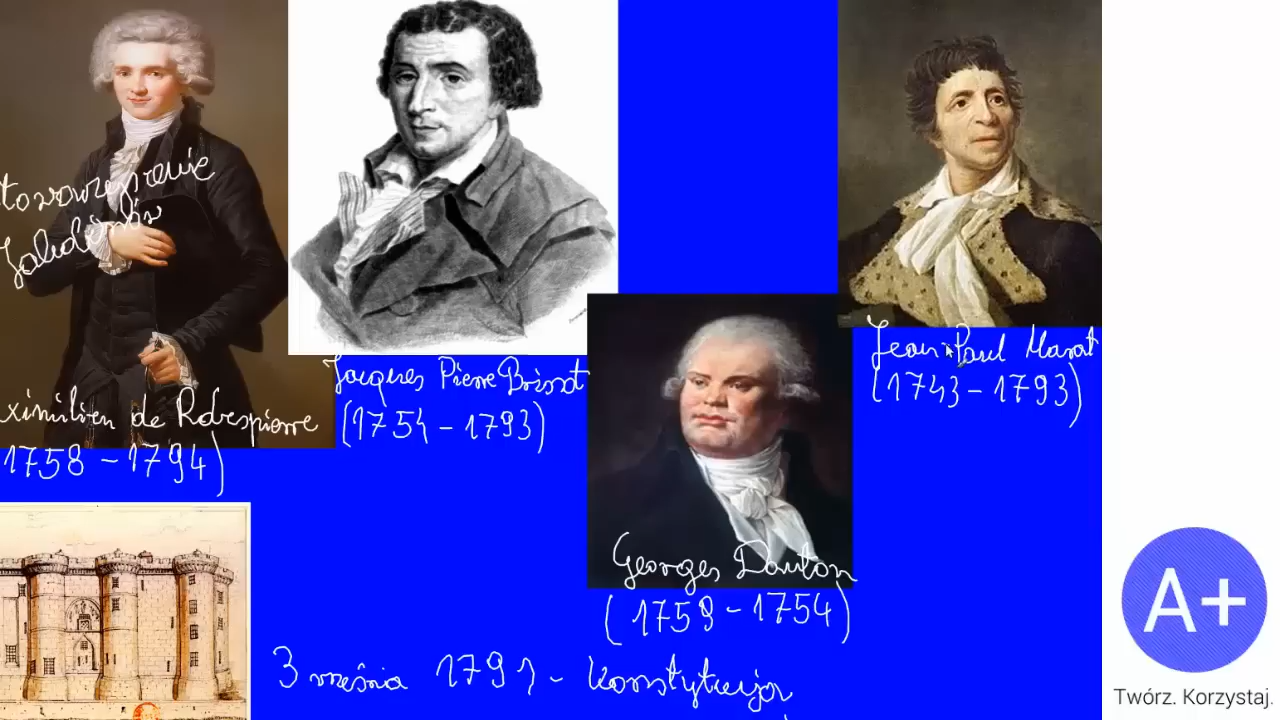 towarzyszenie
Jakobinów
ximilien de Robespierre
1758 - 1794)
Jacques Pierre Brissot
(1754 - 1793)
Jean-Paul Marat
(1743 - 1793)
Georges Danton
(1759 - 1754)
3 września 1791 - Konstytucja
A+
Twórz. Korzystaj.